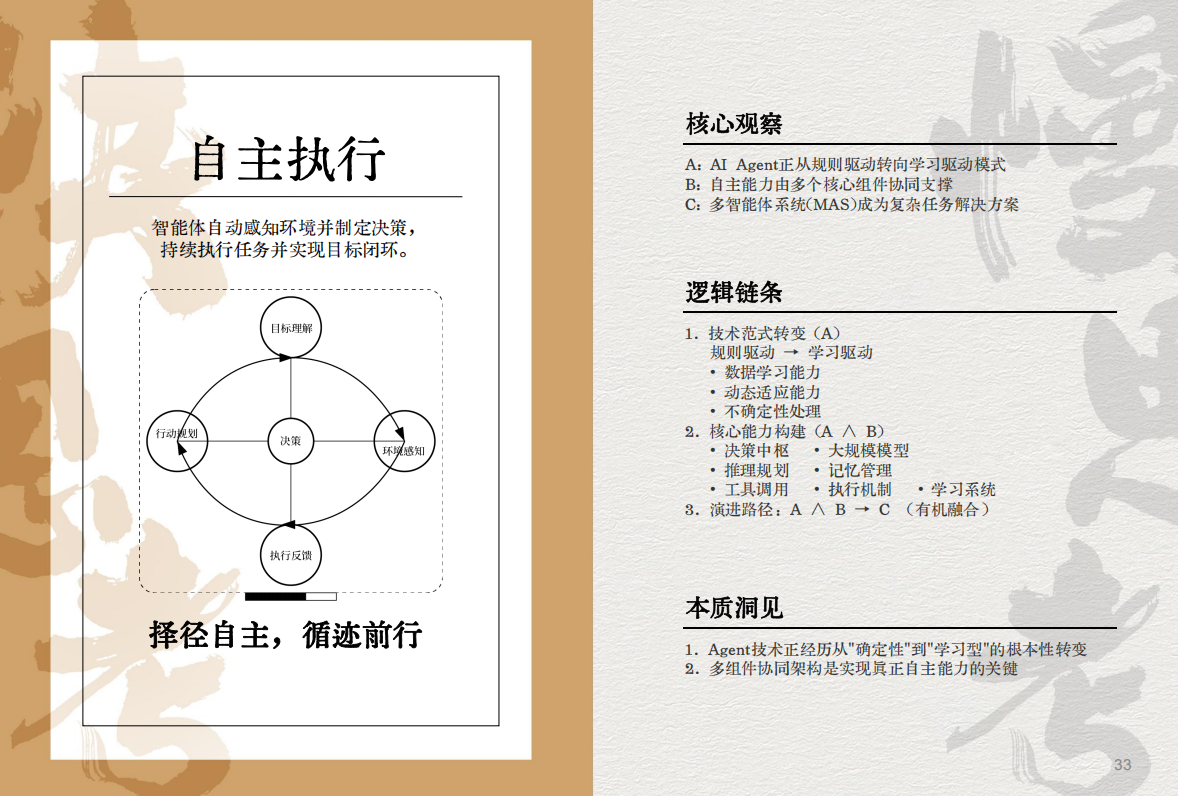 自主执行
智能体自动感知环境并制定决策，
持续执行任务并实现目标闭环。
目标理解
行动规划
决策
环境感知
执行反馈
择径自主，循迹前行
核心观察
A: AI Agent正从规则驱动转向学习驱动模式
B: 自主能力由多个核心组件协同支撑
C: 多智能体系统(MAS)成为复杂任务解决方案
逻辑链条
1. 技术范式转变（A）
规则驱动 → 学习驱动
• 数据学习能力
• 动态适应能力
• 不确定性处理
2. 核心能力构建（A ∧ B）
• 决策中枢 • 大规模模型
• 推理规划 • 记忆管理
• 工具调用 • 执行机制 • 学习系统
3. 演进路径: A ∧ B → C （有机融合）
本质洞见
1. Agent技术正经历从"确定性"到"学习型"的根本性转变
2. 多组件协同架构是实现真正自主能力的关键
33